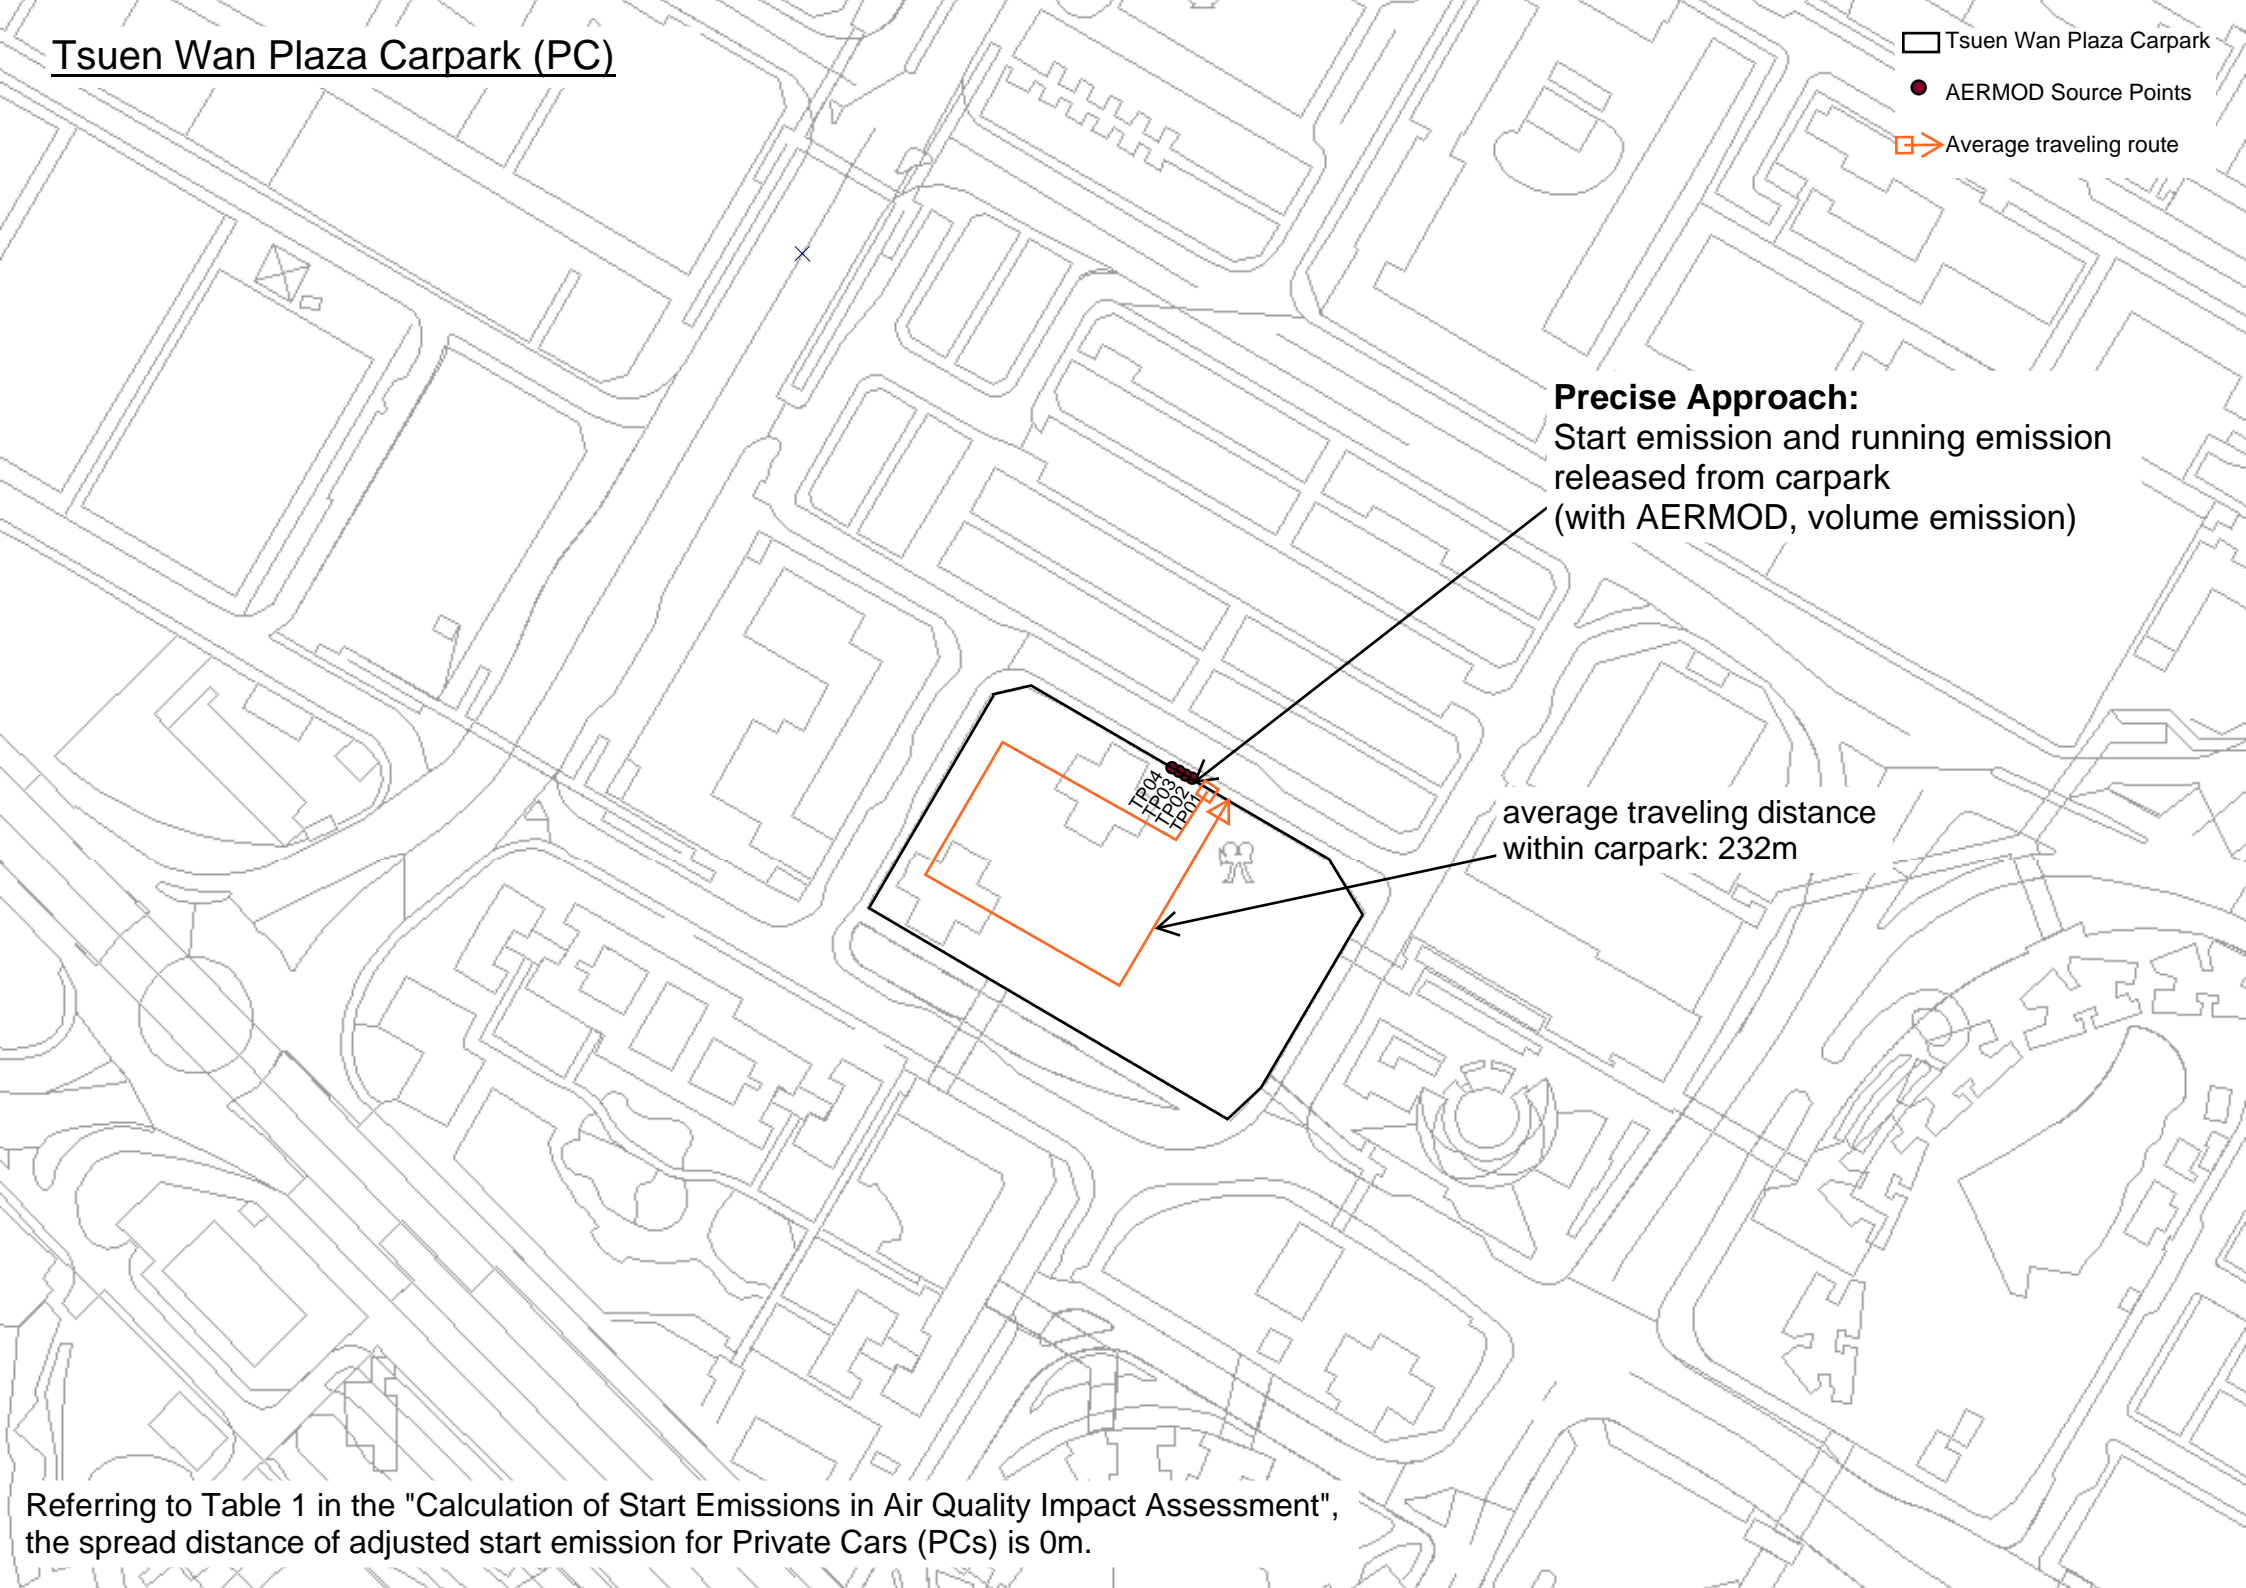 Tsuen Wan Plaza Carpark (PC)
Tsuen Wan Plaza Carpark
AERMOD Source Points
Average traveling route
Precise Approach:
Start emission and running emission
released from carpark
(with AERMOD, volume emission)
TP04
TP03
TP02
TP01
average traveling distance
within carpark: 232m
Referring to Table 1 in the "Calculation of Start Emissions in Air Quality Impact Assessment",
the spread distance of adjusted start emission for Private Cars (PCs) is 0m.